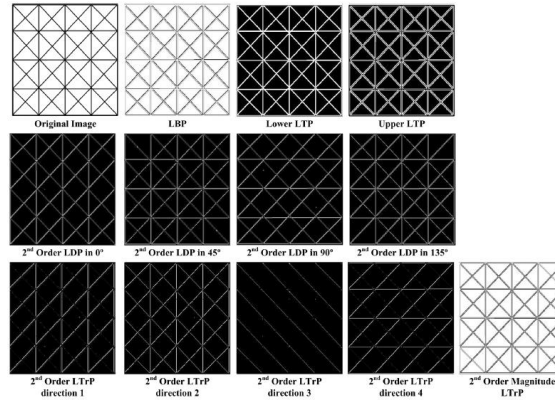 Original Image
LBP
Lower LTP
Upper LTP
2nd Order LDP in 0°
2nd Order LDP in 45°
2nd Order LDP in 90°
2nd Order LDP in 135°
2nd Order LTrP
direction 1
2nd Order LTrP
direction 2
2nd Order LTrP
direction 3
2nd Order LTrP
direction 4
2nd Order Magnitude
LTrP